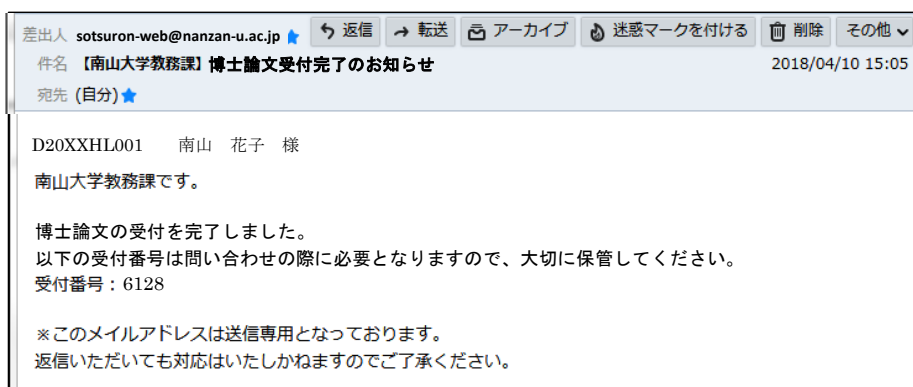 差出人 sotsuron-web@nanzan-u.ac.jp 返信 転送 アーカイブ 迷惑マークを付ける 削除 その他
件名 【南山大学教務課】博士論文受付完了のお知らせ 2018/04/10 15:05
宛先 (自分)
D20XXHL001 南山 花子 様
南山大学教務課です。
博士論文の受付を完了しました。
以下の受付番号は問い合わせの際に必要となりますので、大切に保管してください。
受付番号：6128
※このメイルアドレスは送信専用となっております。
返信いただいても対応はいたしかねますのでご了承ください。